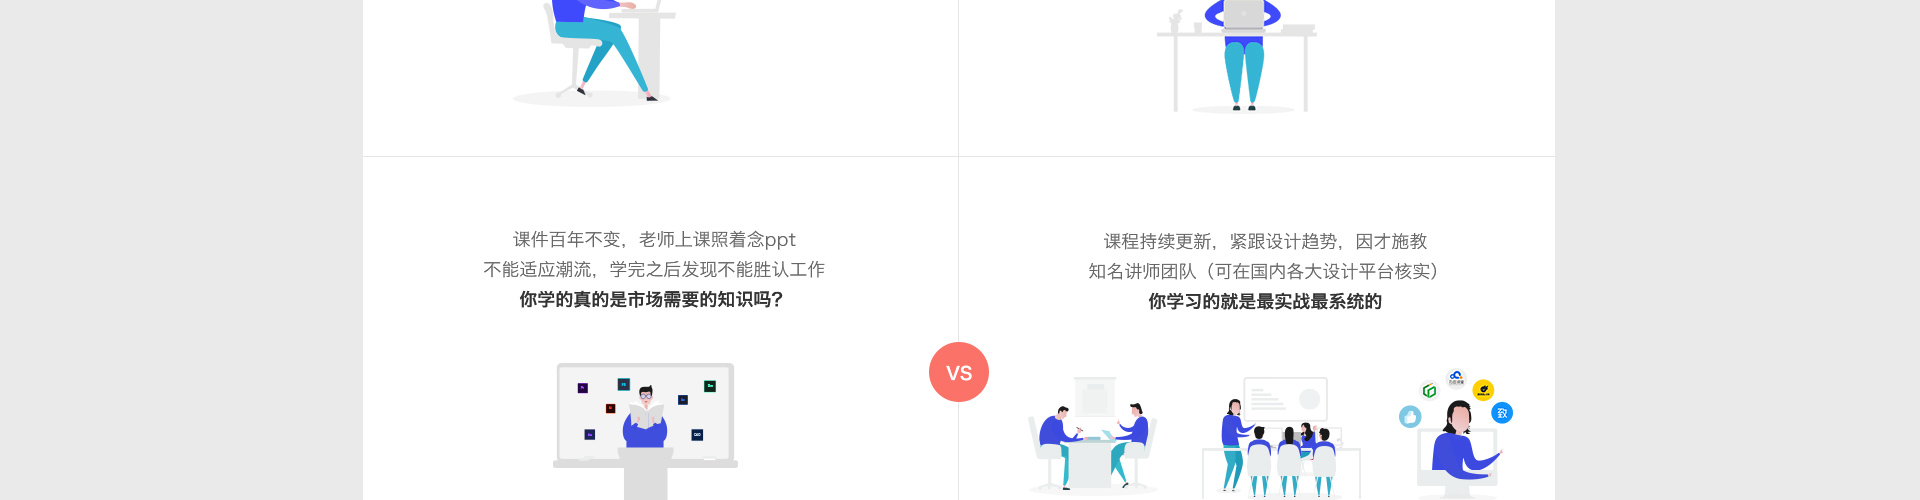 课件百年不变，老师上课照着念ppt
不能适应潮流，学完之后发现不能胜认工作
你学的真的是市场需要的知识吗？
课程持续更新，紧跟设计趋势，因才施教
知名讲师团队（可在国内各大设计平台核实）
你学习的就是最实战最系统的
VS
致